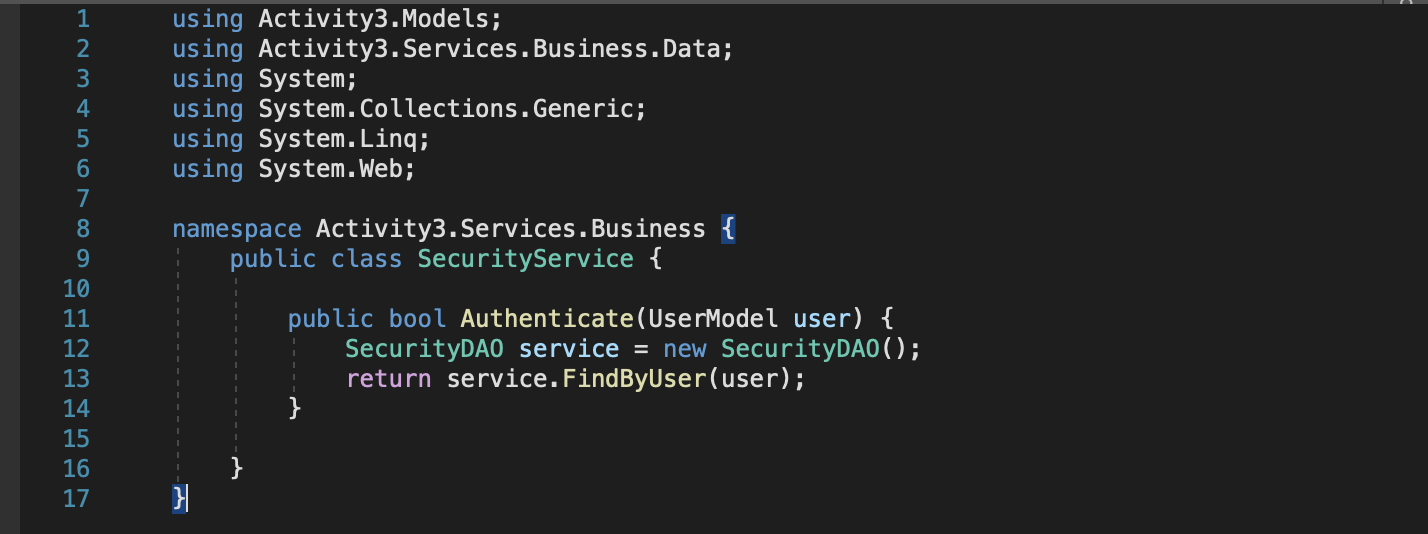 1 using Activity3.Models;
2 using Activity3.Services.Business.Data;
3 using System;
4 using System.Collections.Generic;
5 using System.Linq;
6 using System.Web;
7
8 namespace Activity3.Services.Business {
9 public class SecurityService {
10
11 public bool Authenticate(UserModel user) {
12 SecurityDAO service = new SecurityDAO();
13 return service.FindByUser(user);
14 }
15
16 }
17 }